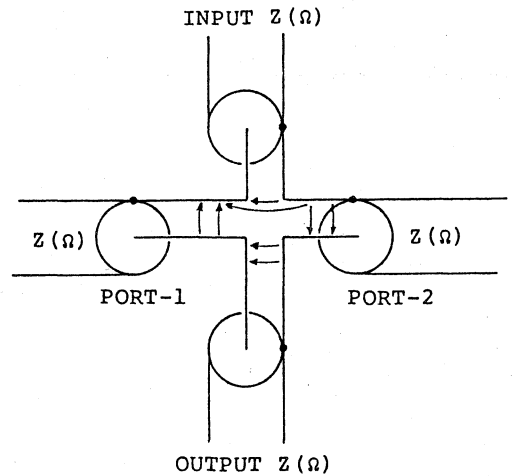 INPUT Z(Ω)
Z(Ω)
Z(Ω)
PORT-1
PORT-2
OUTPUT Z(Ω)